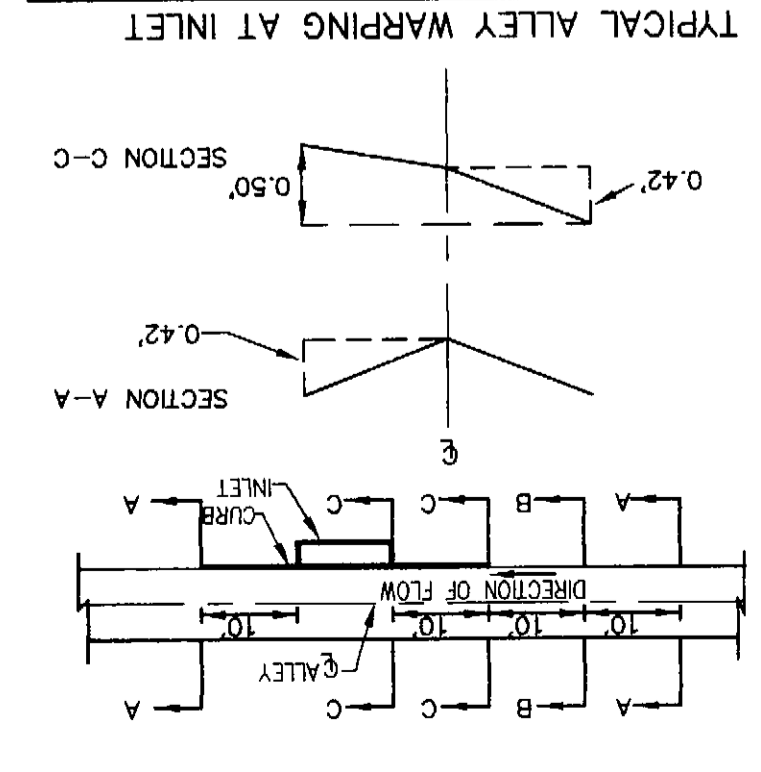 A B C C A
℄ ALLEY
10' 10' 10' 10'
DIRECTION OF FLOW
CURB
A B C C A
INLET
℄
SECTION A-A
0.42'
0.50'
0.42'
SECTION C-C
TYPICAL ALLEY WARPING AT INLET